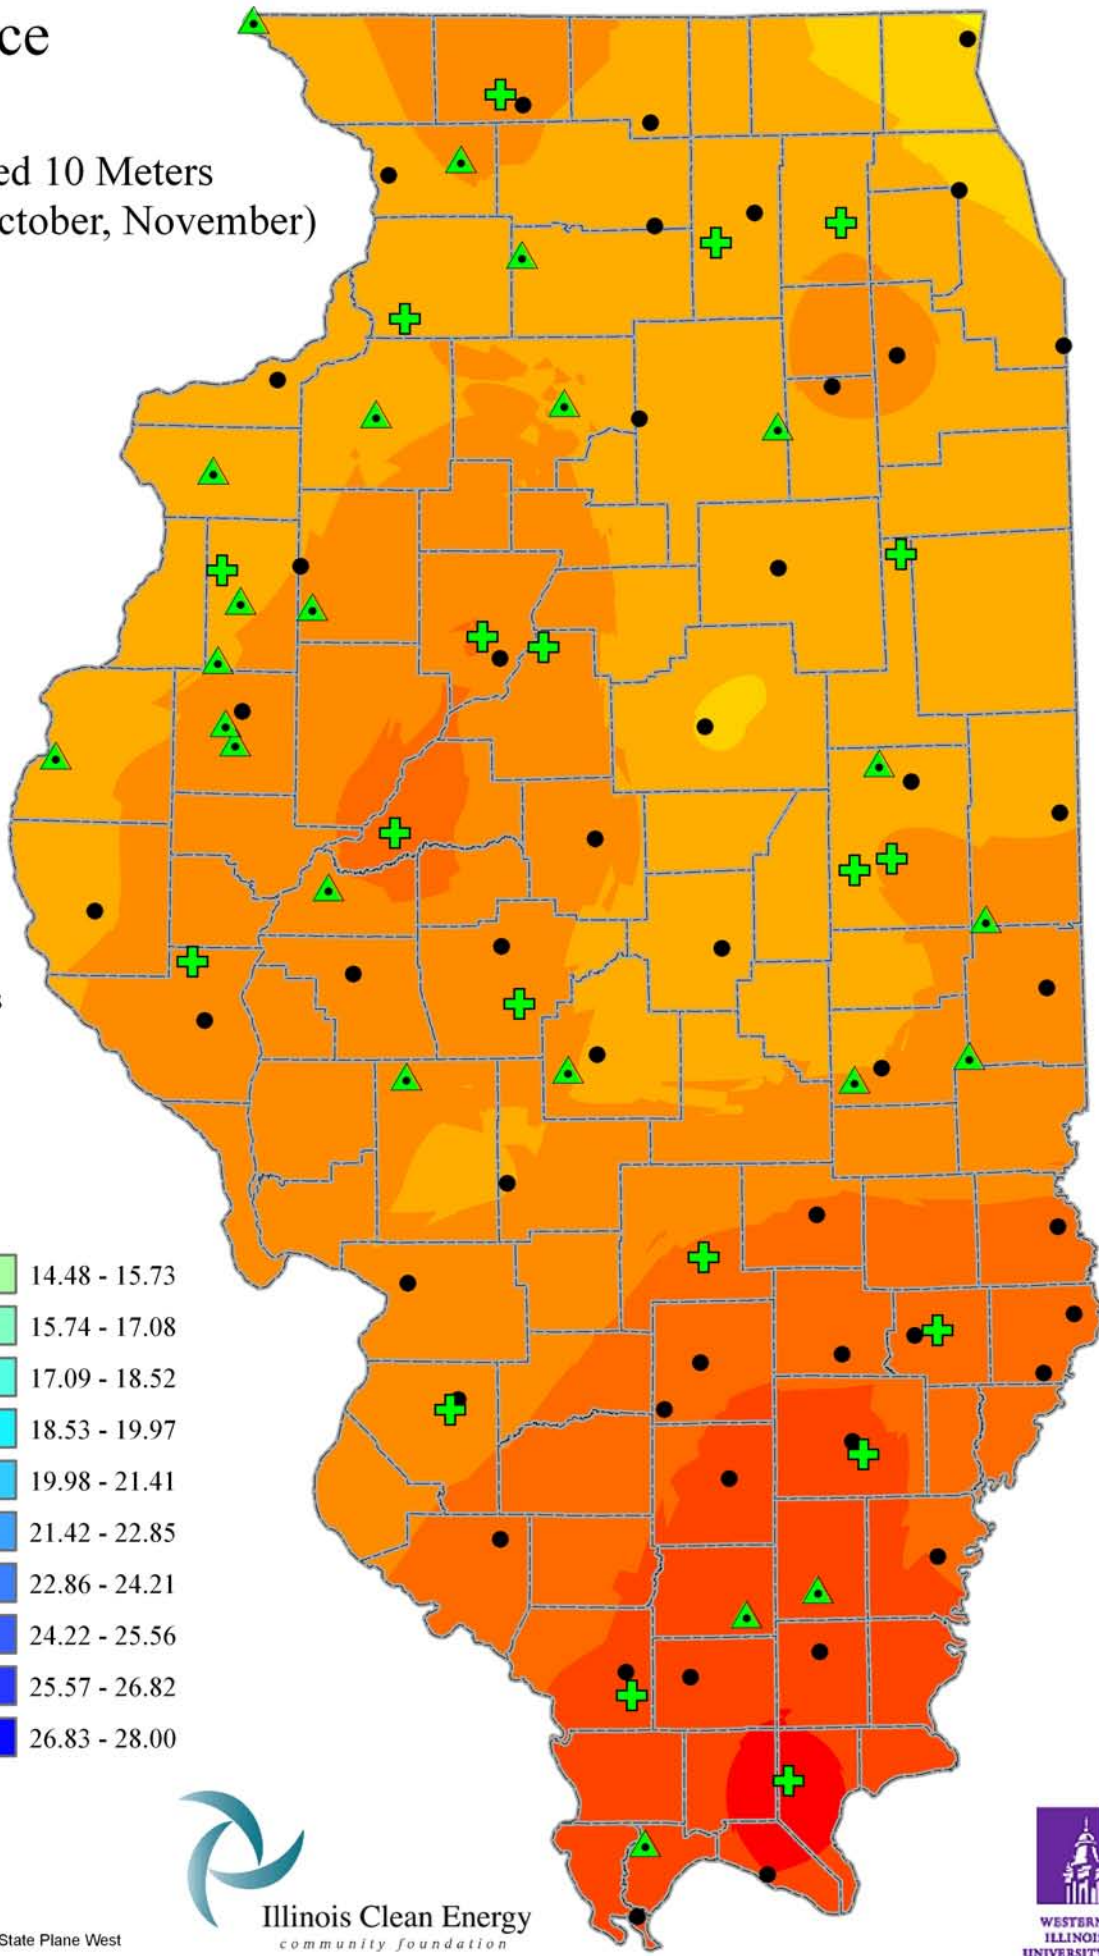 ce
ed 10 Meters
ctober, November)
s
14.48 - 15.73
15.74 - 17.08
17.09 - 18.52
18.53 - 19.97
19.98 - 21.41
21.42 - 22.85
22.86 - 24.21
24.22 - 25.56
25.57 - 26.82
26.83 - 28.00
Illinois Clean Energy
community foundation
State Plane West
WESTERN
ILLINOIS
UNIVERSITY